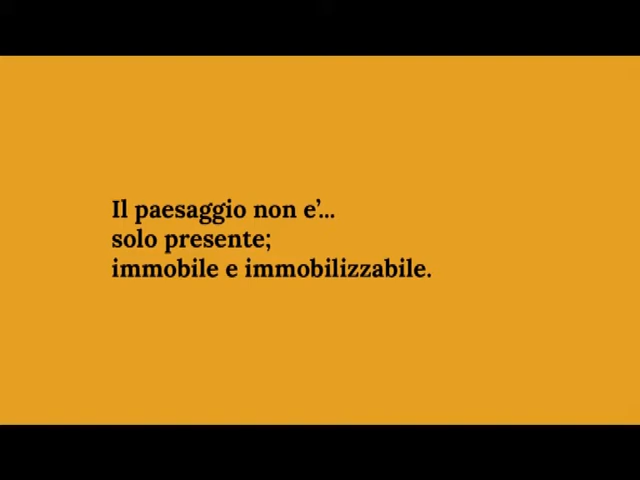 Il paesaggio non e’...
solo presente;
immobile e immobilizzabile.